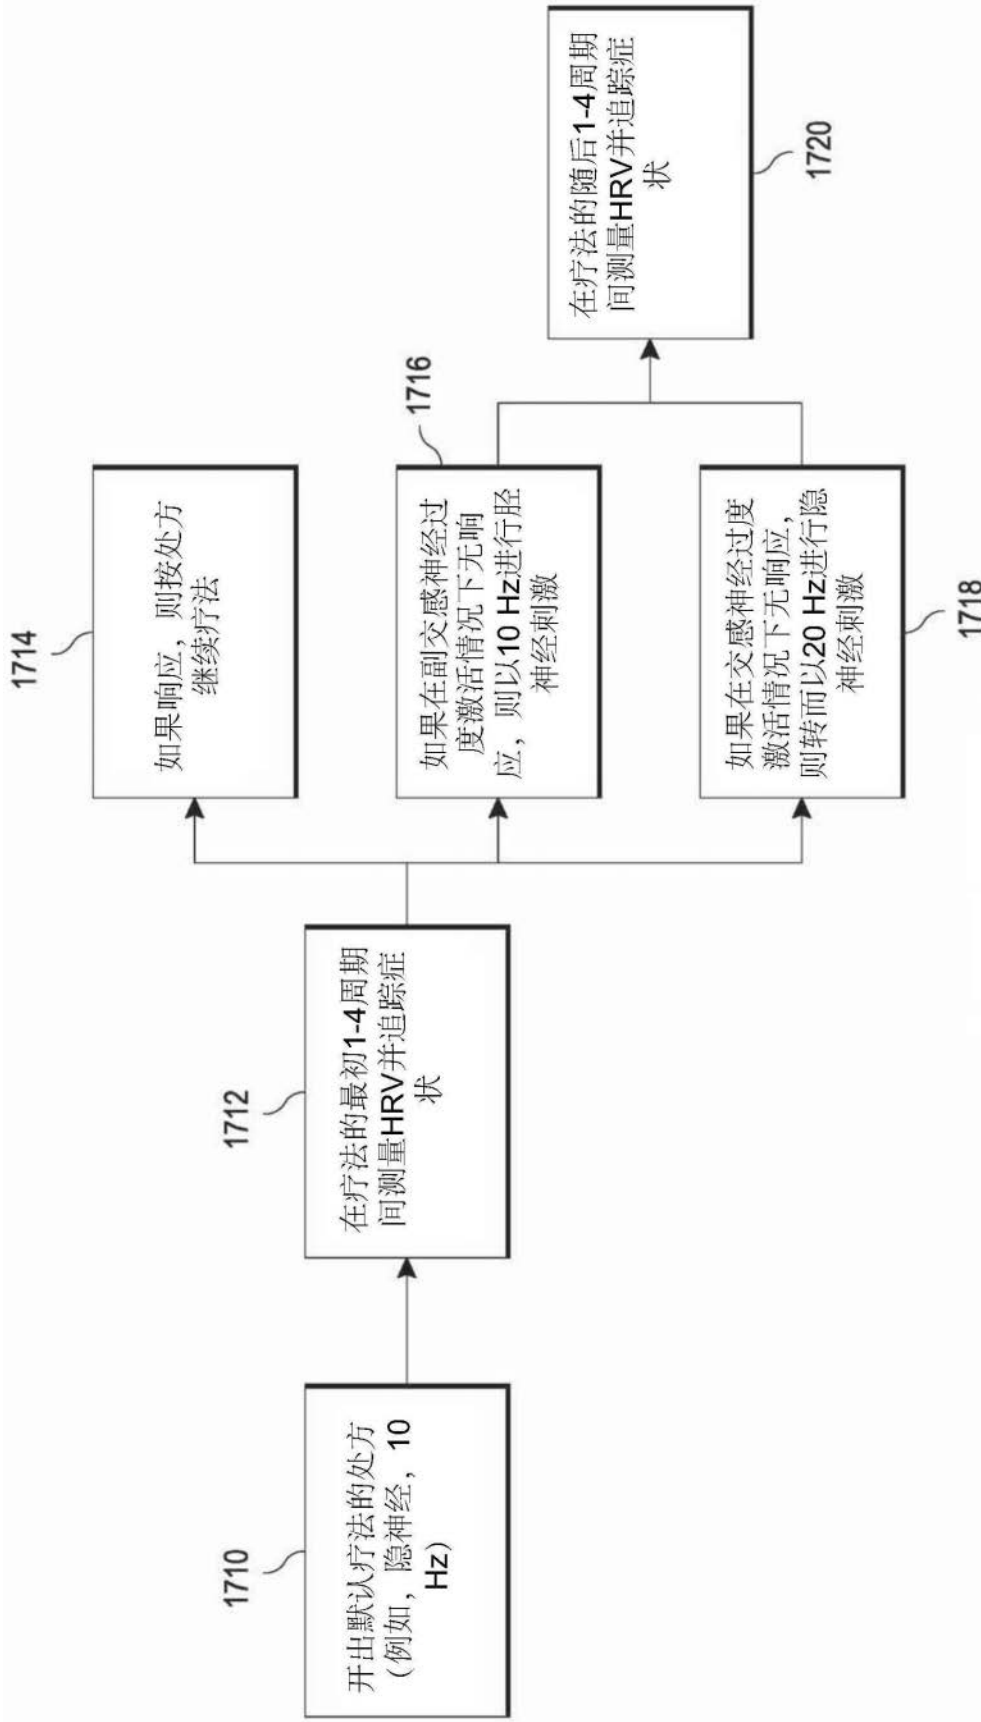 1710
开出默认疗法的处方
（例如，隐神经，10
Hz）
1712
在疗法的最初1-4周期
间测量HRV并追踪症
状
1714
如果响应，则按处方
继续疗法
1716
如果在副交感神经过
度激活情况下无响
应，则以10 Hz进行胫
神经刺激
如果在交感神经过度
激活情况下无响应，
则转而以20 Hz进行隐
神经刺激
1718
在疗法的随后1-4周期
间测量HRV并追踪症
状
1720